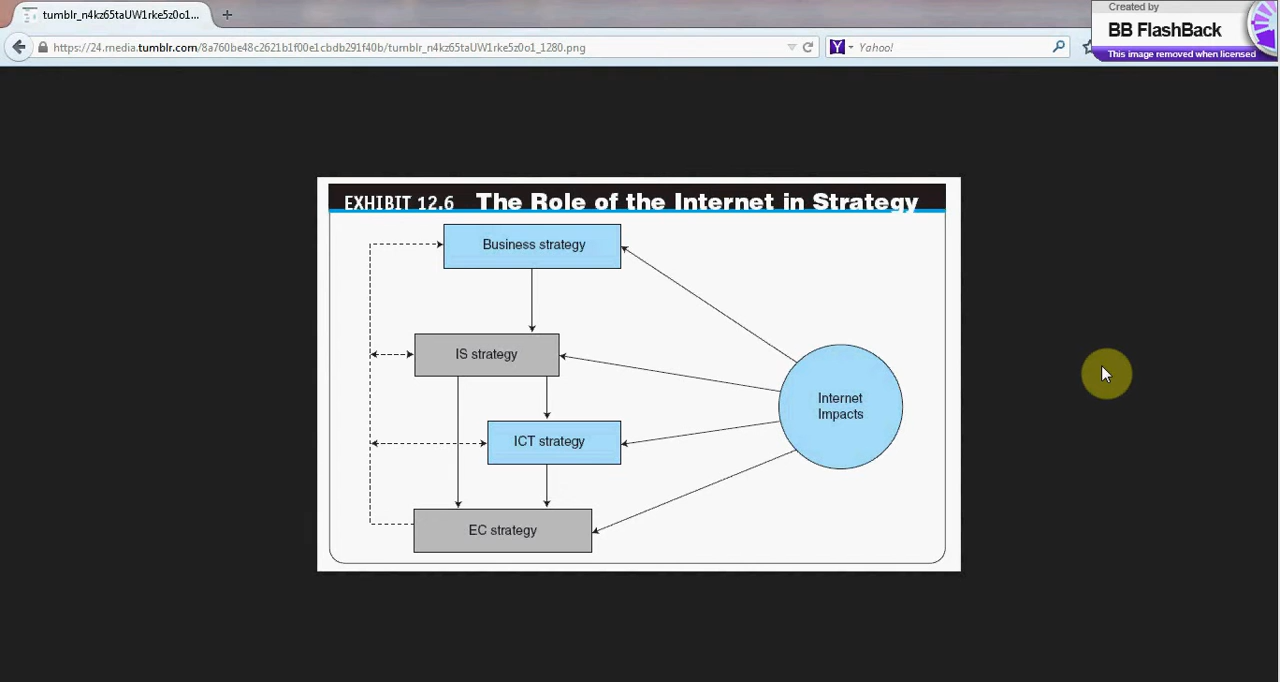 tumblr_n4kz65taUW1rke5z0o1...
Created by
BB FlashBack
This image removed when licensed
https://24.media.tumblr.com/8a760be48c2621b1f00e1cbdb291f40b/tumblr_n4kz65taUW1rke5z0o1_1280.png
Yahoo!
EXHIBIT 12.6 The Role of the Internet in Strategy
Business strategy
IS strategy
Internet
Impacts
ICT strategy
EC strategy